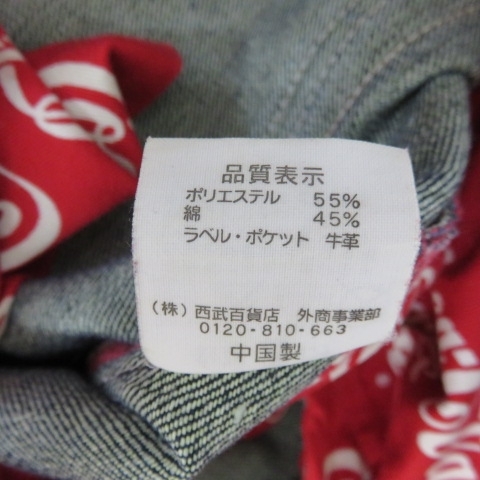 品質表示
ポリエステル 55%
綿 45%
ラベル・ポケット 牛革
(株) 西武百貨店 外商事業部
0120-810-663
中国製